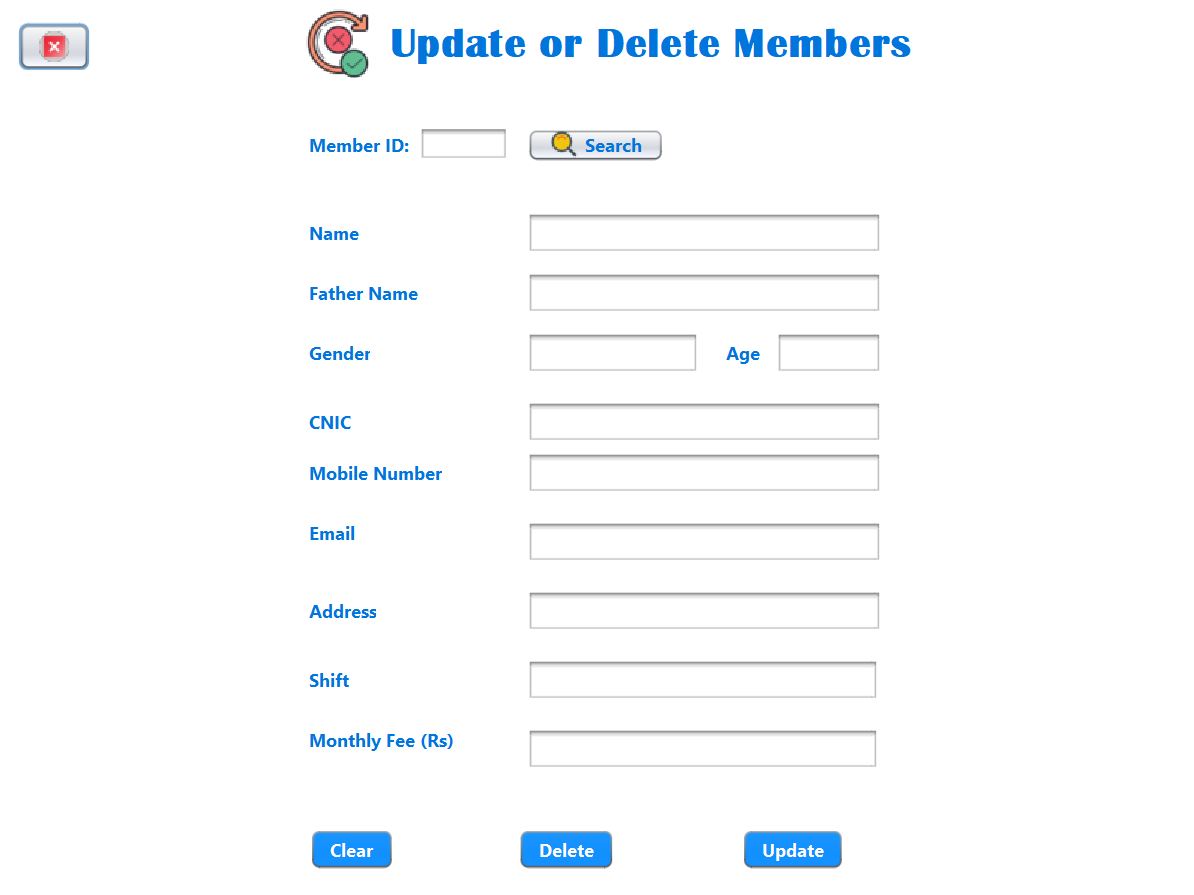 Update or Delete Members
Member ID: Search
Name
Father Name
Gender Age
CNIC
Mobile Number
Email
Address
Shift
Monthly Fee (Rs)
Clear Delete Update